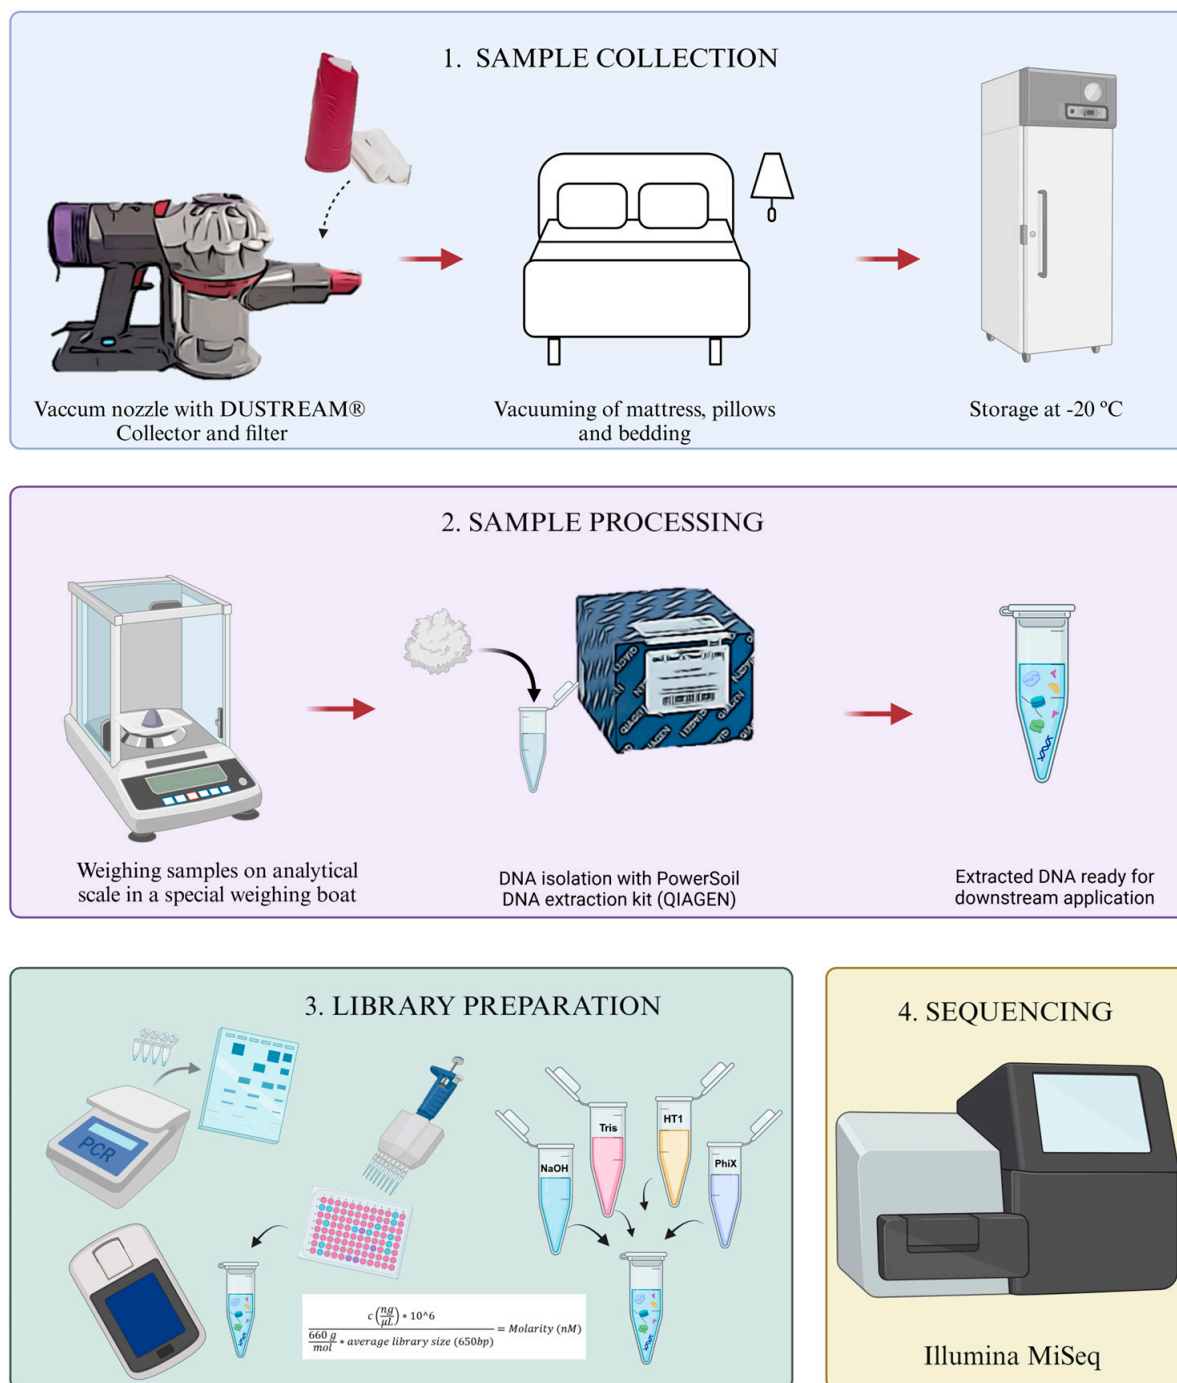 1. SAMPLE COLLECTION
Vaccum nozzle with DUSTREAM®
Collector and filter
Vacuuming of mattress, pillows
and bedding
Storage at -20 ºC
2. SAMPLE PROCESSING
QIAGEN
Weighing samples on analytical
scale in a special weighing boat
DNA isolation with PowerSoil
DNA extraction kit (QIAGEN)
Extracted DNA ready for
downstream application
3. LIBRARY PREPARATION
PCR
NaOH
Tris
HT1
PhiX
c (ng/µL) * 10^6
660 g/mol * average library size (650bp) = Molarity (nM)
4. SEQUENCING
Illumina MiSeq